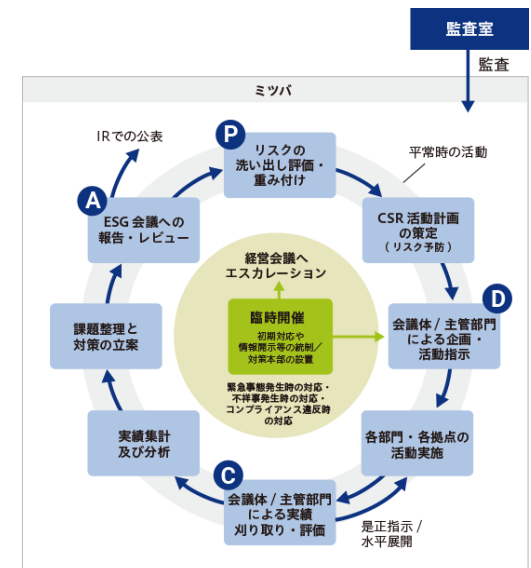 監査室
監査
ミツバ
IRでの公表
P
リスクの
洗い出し評価・
重み付け
平常時の活動
A
ESG会議への
報告・レビュー
CSR活動計画
の策定
(リスク予防)
経営会議へ
エスカレーション
D
会議体/主管部門
による企画・
活動指示
臨時開催
初期対応や
情報開示等の統制/
対策本部の設置
課題整理と
対策の立案
緊急事態発生時の対応・
不祥事発生時の対応・
コンプライアンス違反時
の対応
実績集計
及び分析
各部門・各拠点の
活動実施
C
会議体/主管部門
による実績
刈り取り・評価
是正指示/
水平展開